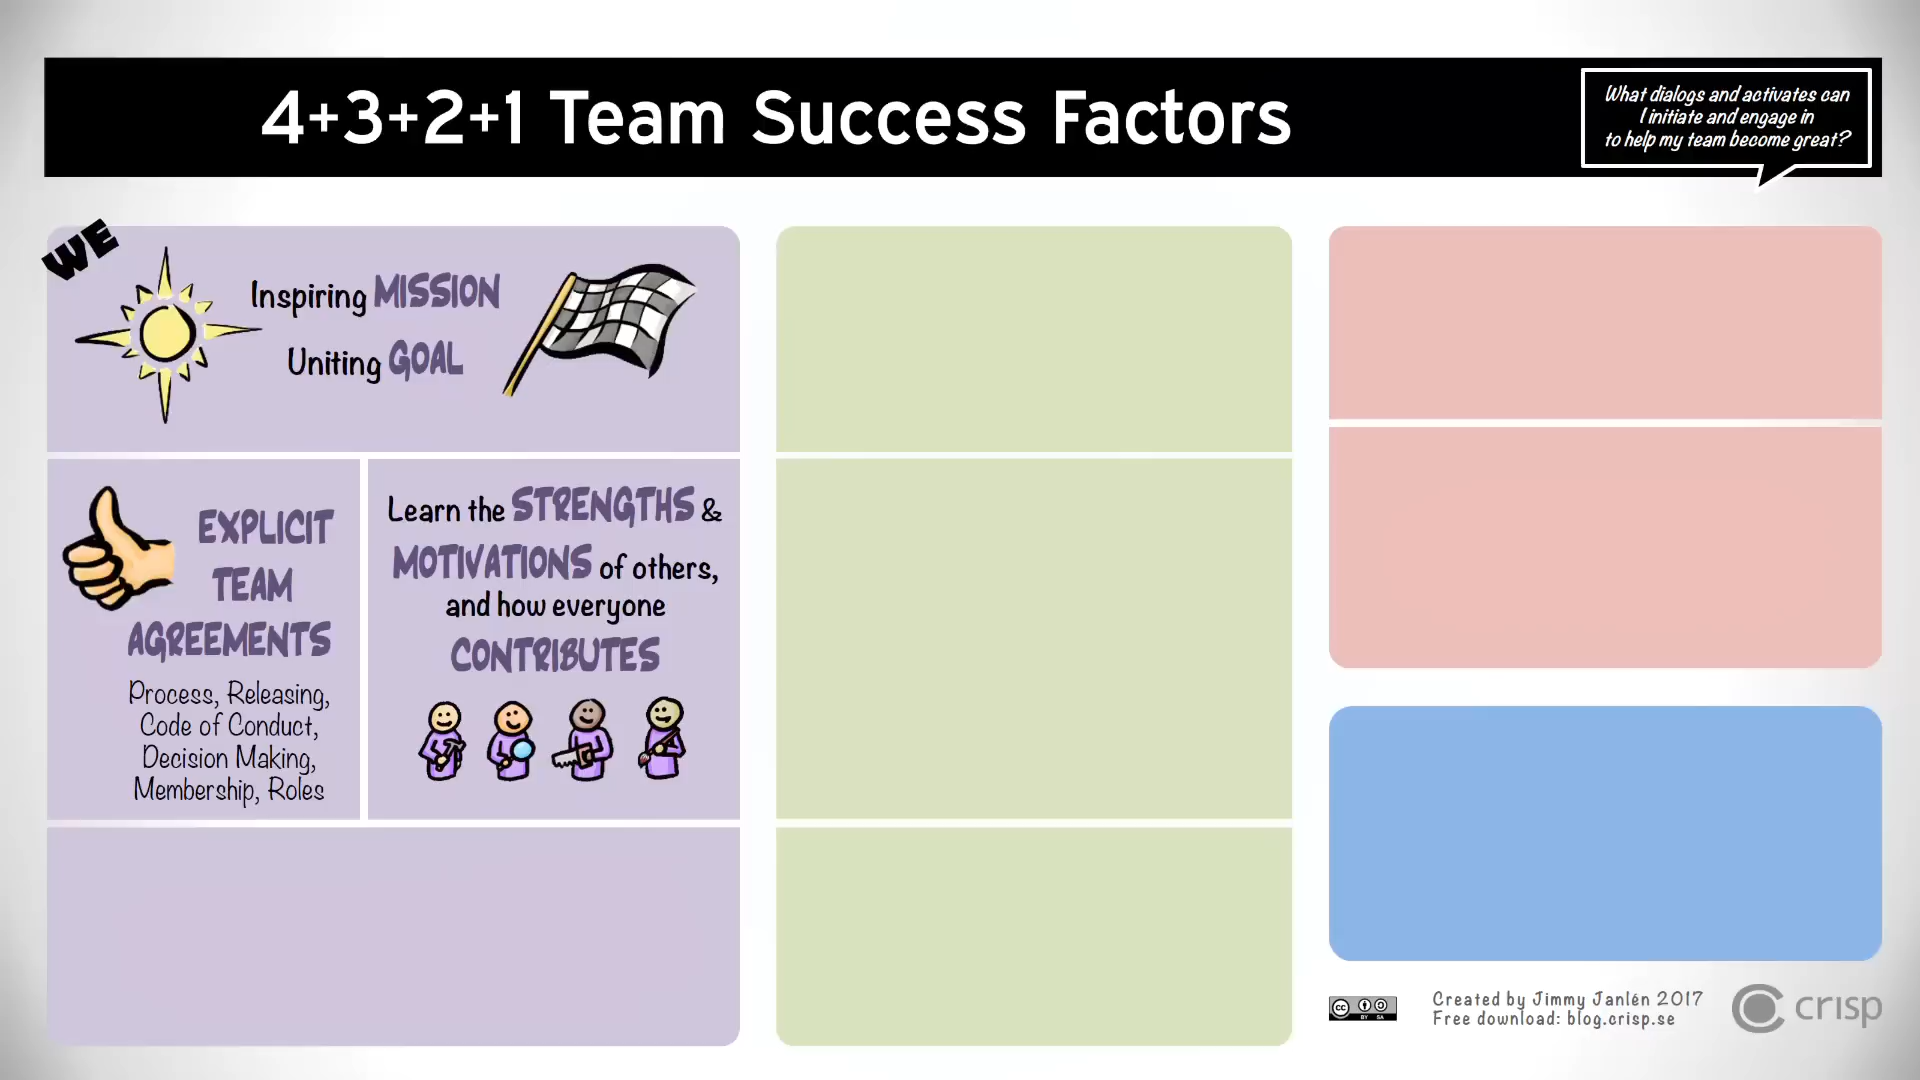 4+3+2+1 Team Success Factors
What dialogs and activates can
I initiate and engage in
to help my team become great?
WE
Inspiring MISSION
Uniting GOAL
EXPLICIT
TEAM
AGREEMENTS
Process, Releasing,
Code of Conduct,
Decision Making,
Membership, Roles
Learn the STRENGTHS &
MOTIVATIONS of others,
and how everyone
CONTRIBUTES
cc
BY SA
Created by Jimmy Janlén 2017
Free download: blog.crisp.se
crisp